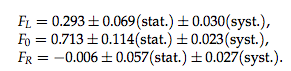 F_L = 0.293 ± 0.069(stat.) ± 0.030(syst.),
F_0 = 0.713 ± 0.114(stat.) ± 0.023(syst.),
F_R = −0.006 ± 0.057(stat.) ± 0.027(syst.).